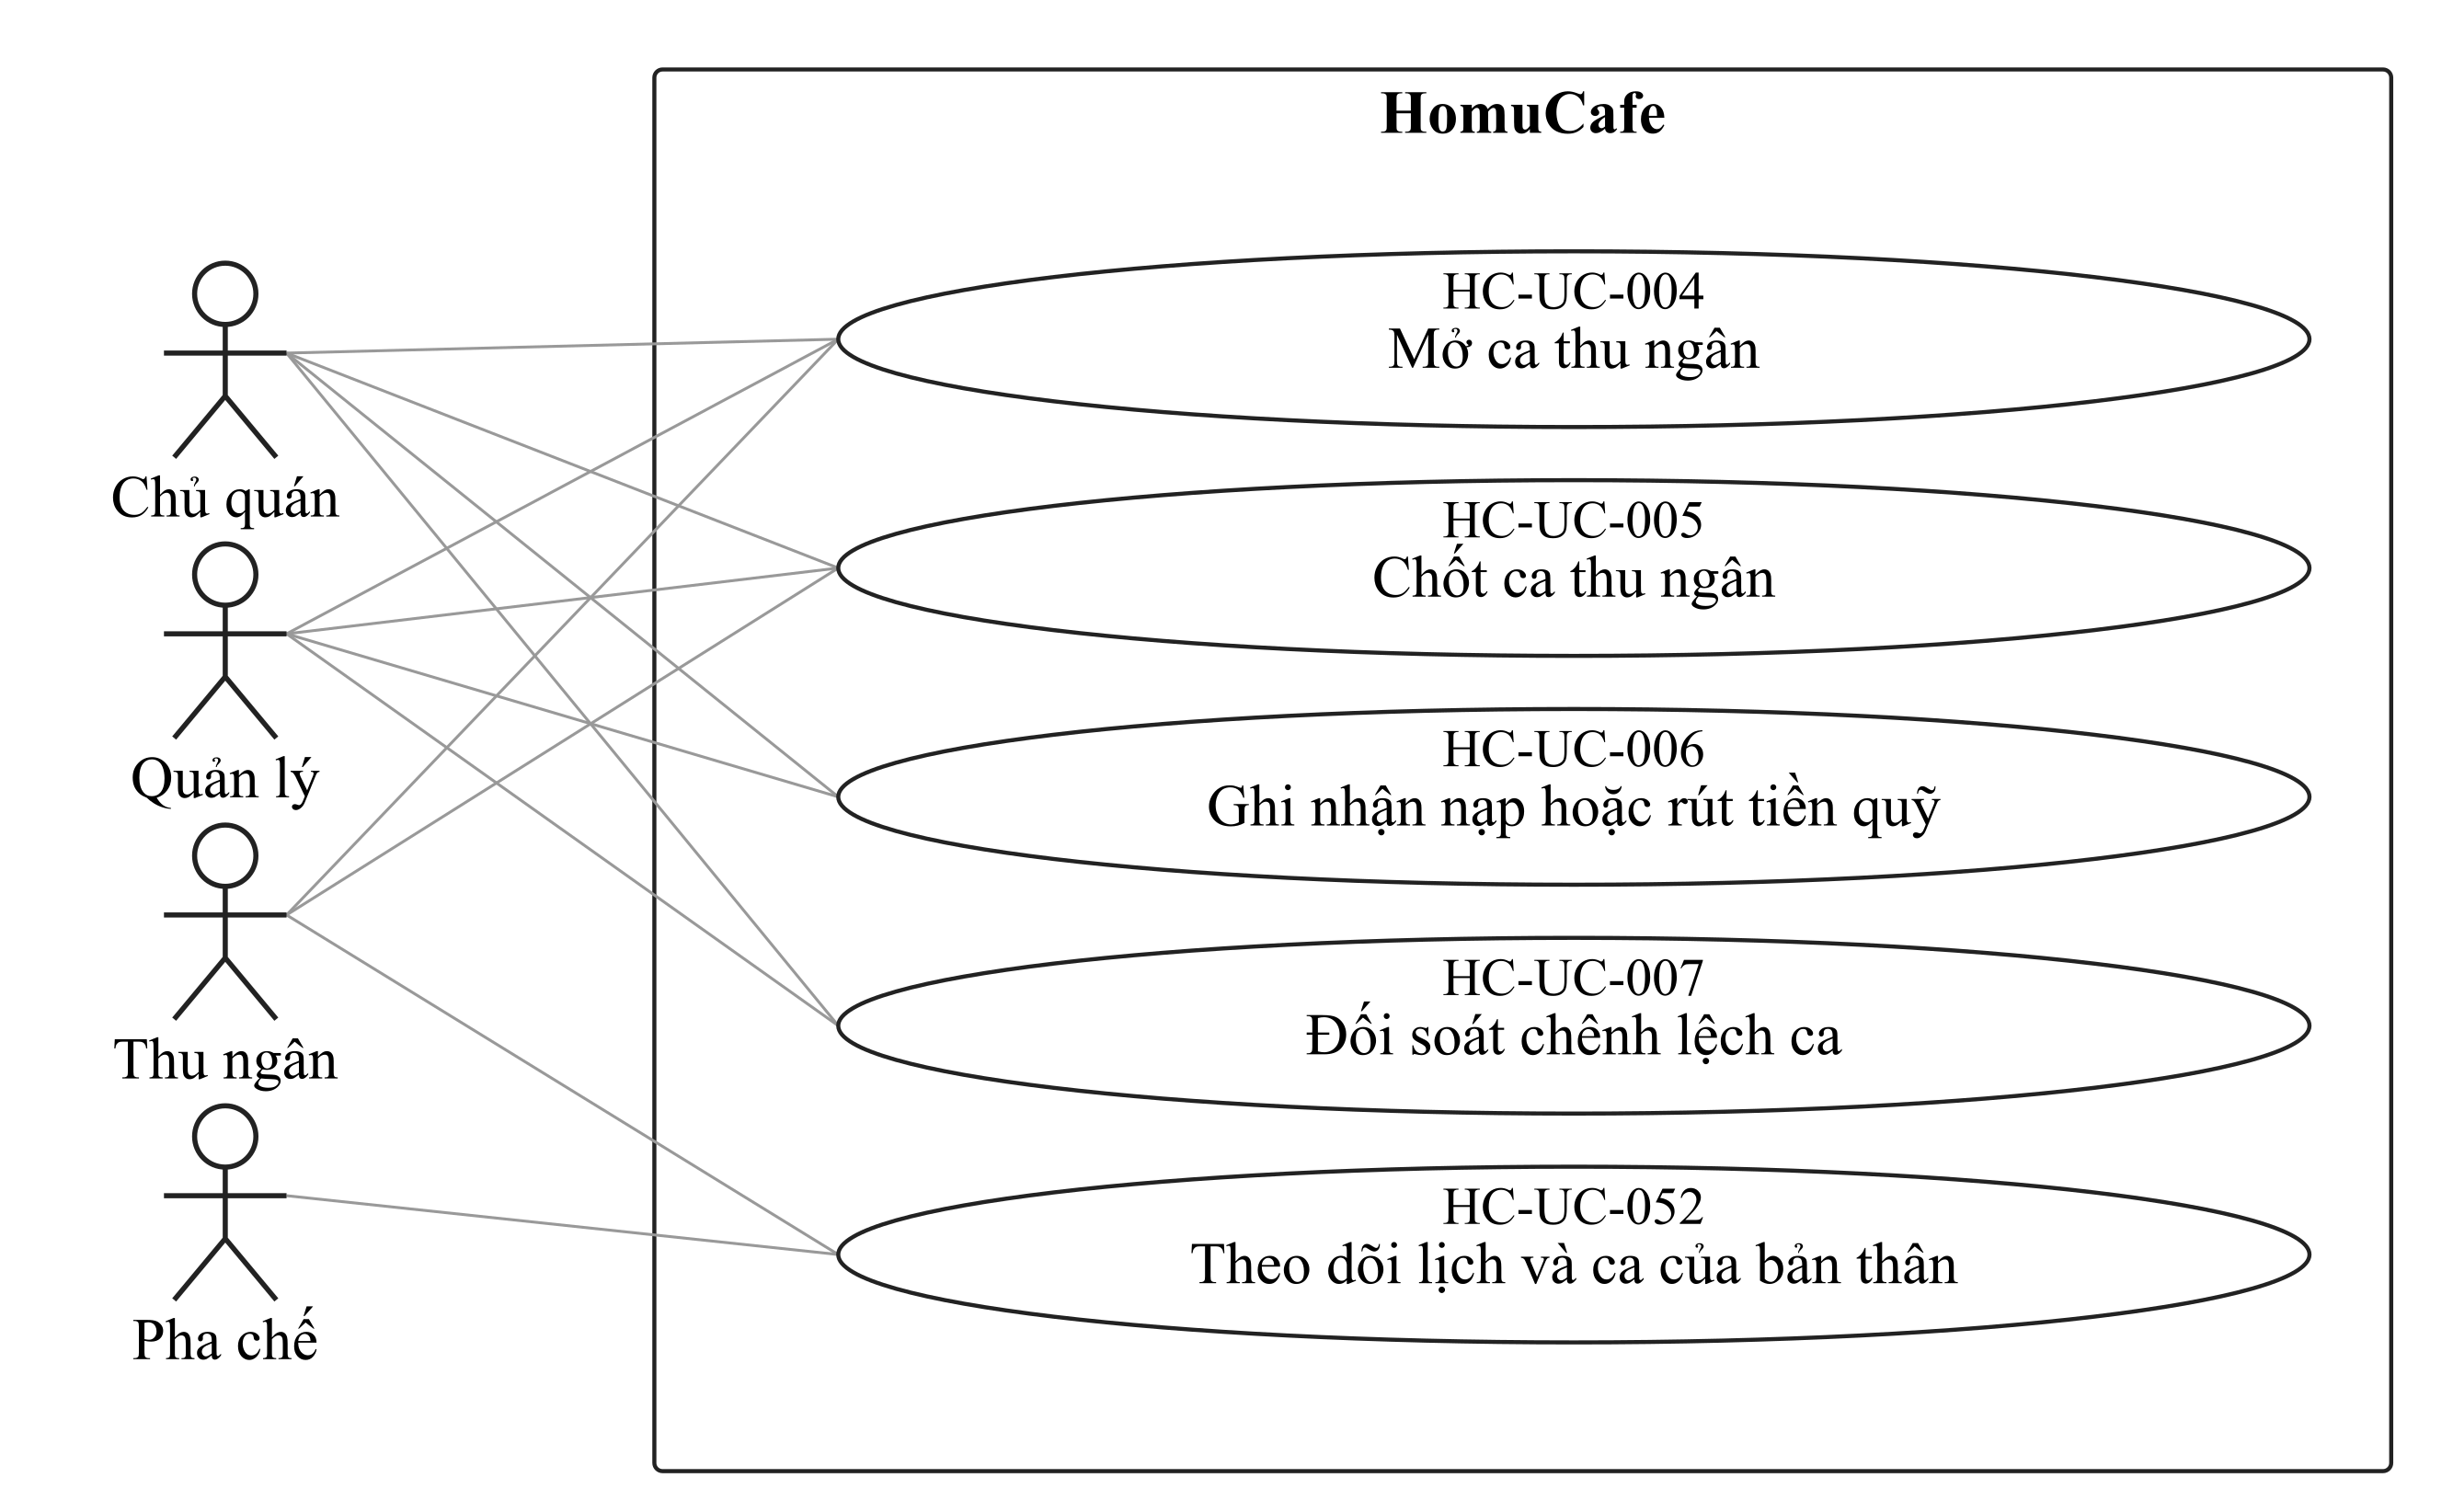 HomuCafe
Chủ quán
Quản lý
Thu ngân
Pha chế
HC-UC-004
Mở ca thu ngân
HC-UC-005
Chốt ca thu ngân
HC-UC-006
Ghi nhận nạp hoặc rút tiền quỹ
HC-UC-007
Đối soát chênh lệch ca
HC-UC-052
Theo dõi lịch và ca của bản thân